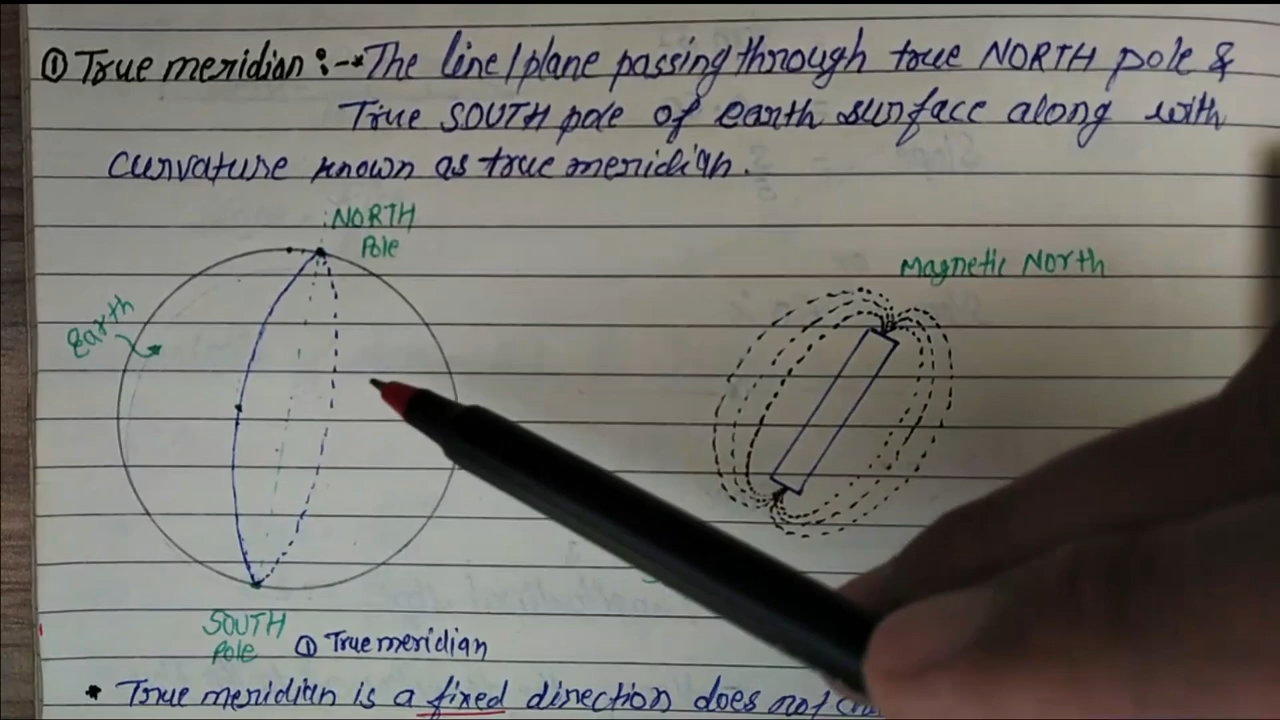 ① True meridian :-* The line/plane passing through true NORTH pole &
True SOUTH pole of earth surface along with
curvature known as true meridian.
NORTH
Pole
Magnetic North
Earth
SOUTH
Pole
① True meridian
* True meridian is a fixed direction does not